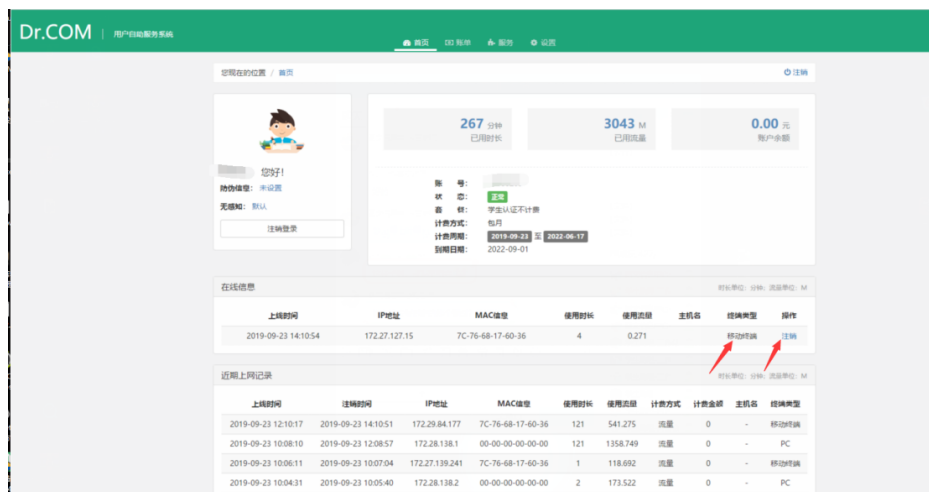 Dr.COM | 用户自助服务系统
首页 账单 服务 设置
您现在的位置 / 首页 注销
267 分钟 3043 M 0.00 元
已用时长 已用流量 账户余额
您好!
防伪信息: 未设置
无感知: 默认
注销登录
账 号:
状 态: 正常
套 餐: 学生认证不计费
计费方式: 包月
计费周期: 2019-09-23 至 2022-06-17
到期日期: 2022-09-01
在线信息 时长单位: 分钟; 流量单位: M
上线时间 IP地址 MAC信息 使用时长 使用流量 主机名 终端类型 操作
2019-09-23 14:10:54 172.27.127.15 7C-76-68-17-60-36 4 0.271 移动终端 注销
近期上网记录 时长单位: 分钟; 流量单位: M
上线时间 注销时间 IP地址 MAC信息 使用时长 使用流量 计费方式 计费金额 主机名 终端类型
2019-09-23 12:10:17 2019-09-23 14:10:51 172.29.84.177 7C-76-68-17-60-36 121 541.275 流量 0 - 移动终端
2019-09-23 10:08:10 2019-09-23 12:08:57 172.28.138.1 00-00-00-00-00-00 121 1358.749 流量 0 - PC
2019-09-23 10:06:11 2019-09-23 10:07:04 172.27.139.241 7C-76-68-17-60-36 1 118.692 流量 0 - 移动终端
2019-09-23 10:04:31 2019-09-23 10:05:40 172.28.138.2 00-00-00-00-00-00 2 173.522 流量 0 - PC